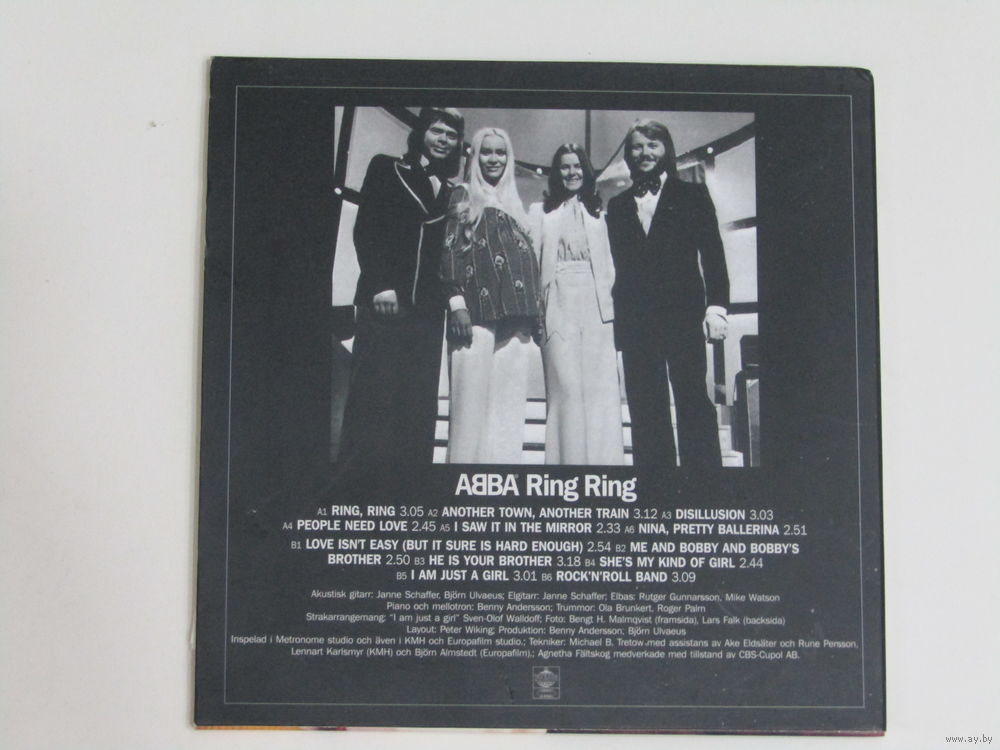 ABBA Ring Ring
A1 RING, RING 3.05 A2 ANOTHER TOWN, ANOTHER TRAIN 3.12 A3 DISILLUSION 3.03
A4 PEOPLE NEED LOVE 2.45 A5 I SAW IT IN THE MIRROR 2.33 A6 NINA, PRETTY BALLERINA 2.51
B1 LOVE ISN'T EASY (BUT IT SURE IS HARD ENOUGH) 2.54 B2 ME AND BOBBY AND BOBBY'S
BROTHER 2.50 B3 HE IS YOUR BROTHER 3.18 B4 SHE'S MY KIND OF GIRL 2.44
B5 I AM JUST A GIRL 3.01 B6 ROCK'N'ROLL BAND 3.09
Akustisk gitarr: Janne Schaffer, Björn Ulvaeus; Elgitarr: Janne Schaffer; Elbas: Rutger Gunnarsson, Mike Watson
Piano och mellotron: Benny Andersson; Trummor: Ola Brunkert, Roger Palm
Strakarrangemang: "I am just a girl" Sven-Olof Walldoff; Foto: Bengt H. Malmqvist (framsida), Lars Falk (backsida)
Layout: Peter Wiking; Produktion: Benny Andersson; Björn Ulvaeus
Inspelad i Metronome studio och även i KMH och Europafilm studio.; Tekniker: Michael B. Tretow med assistans av Ake Eldsäter och Rune Persson,
Lennart Karlsmyr (KMH) och Björn Almstedt (Europafilm).; Agnetha Fältskog medverkade med tillstand av CBS-Cupol AB.
www.ay.by